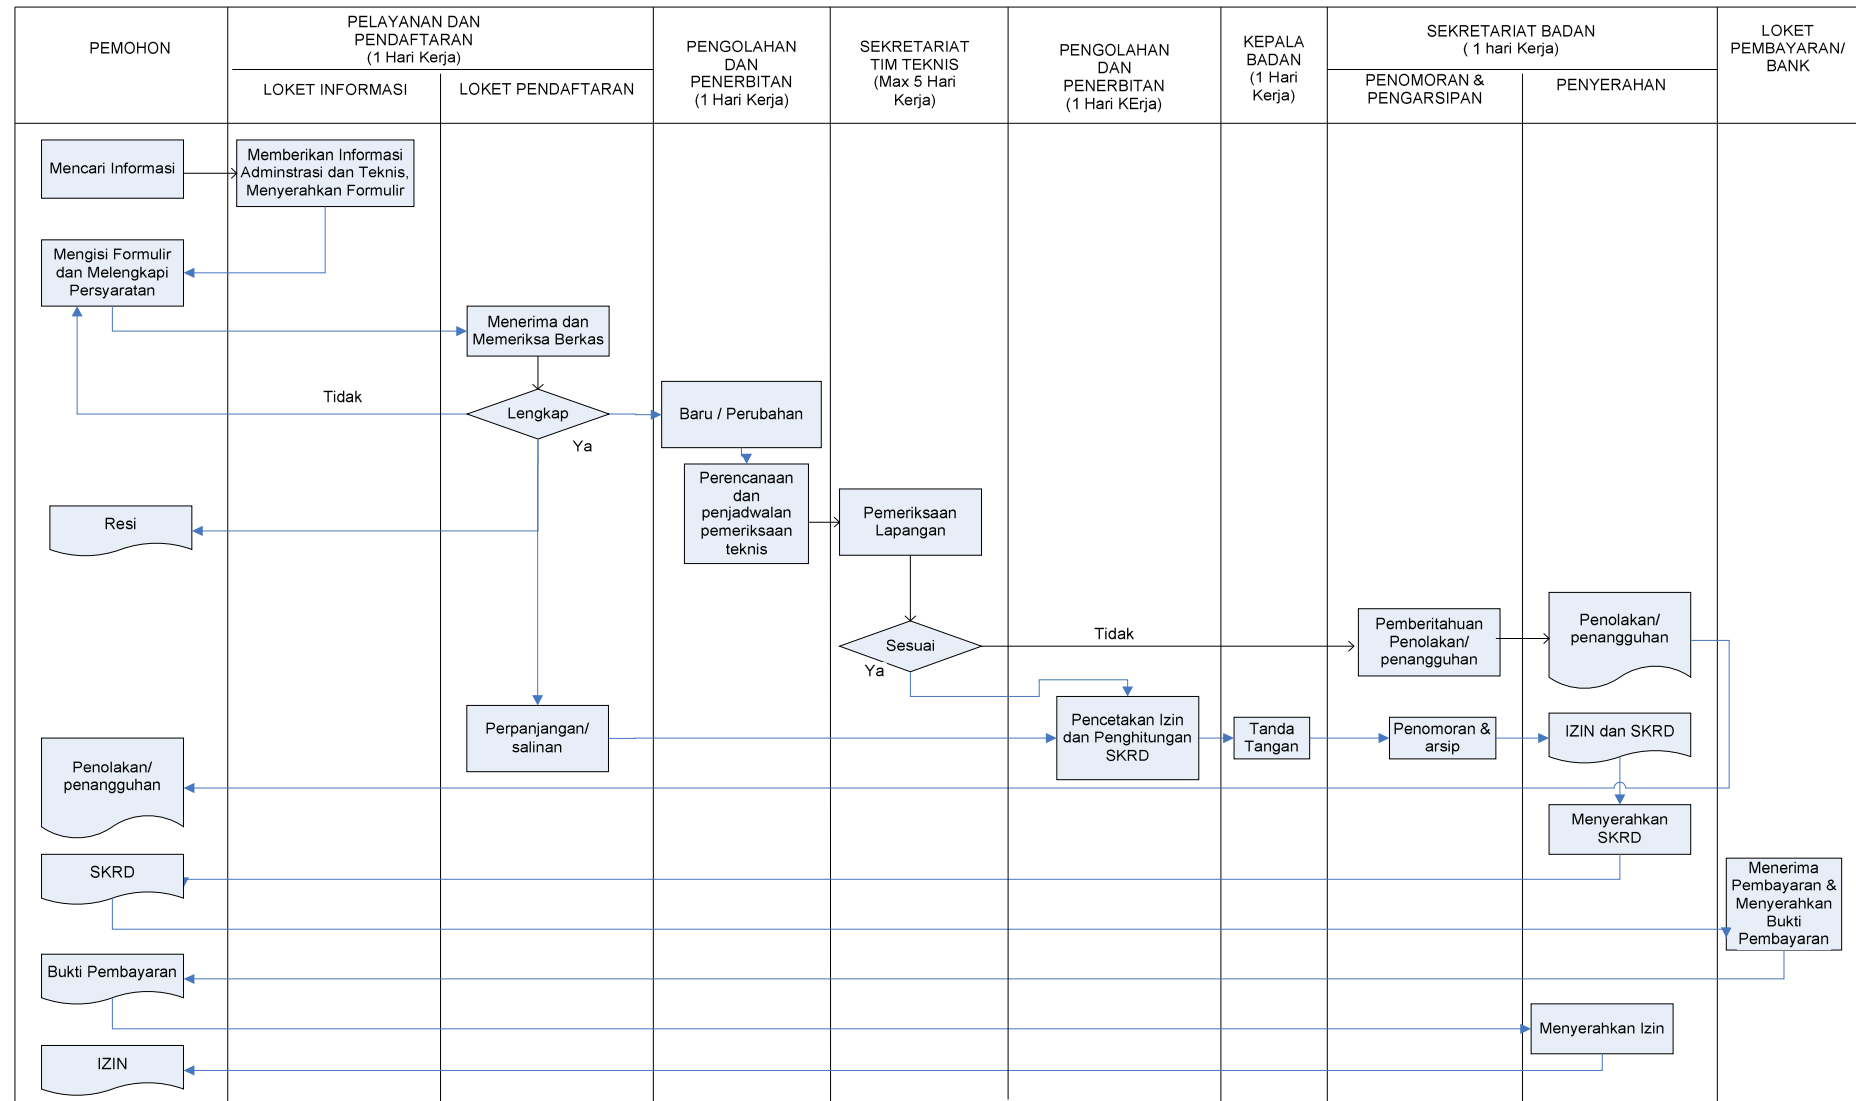 PEMOHON
PELAYANAN DAN
PENDAFTARAN
(1 Hari Kerja)
LOKET INFORMASI
LOKET PENDAFTARAN
PENGOLAHAN
DAN
PENERBITAN
(1 Hari Kerja)
SEKRETARIAT
TIM TEKNIS
(Max 5 Hari
Kerja)
PENGOLAHAN
DAN
PENERBITAN
(1 Hari KErja)
KEPALA
BADAN
(1 Hari
Kerja)
SEKRETARIAT BADAN
( 1 hari Kerja)
PENOMORAN &
PENGARSIPAN
PENYERAHAN
LOKET
PEMBAYARAN/
BANK
Mencari Informasi
Memberikan Informasi
Adminstrasi dan Teknis,
Menyerahkan Formulir
Mengisi Formulir
dan Melengkapi
Persyaratan
Menerima dan
Memeriksa Berkas
Tidak
Lengkap
Ya
Baru / Perubahan
Perencanaan
dan
penjadwalan
pemeriksaan
teknis
Resi
Pemeriksaan
Lapangan
Sesuai
Ya
Tidak
Pemberitahuan
Penolakan/
penangguhan
Penolakan/
penangguhan
Perpanjangan/
salinan
Pencetakan Izin
dan Penghitungan
SKRD
Tanda
Tangan
Penomoran &
arsip
IZIN dan SKRD
Penolakan/
penangguhan
Menyerahkan
SKRD
SKRD
Menerima
Pembayaran &
Menyerahkan
Bukti
Pembayaran
Bukti Pembayaran
Menyerahkan Izin
IZIN